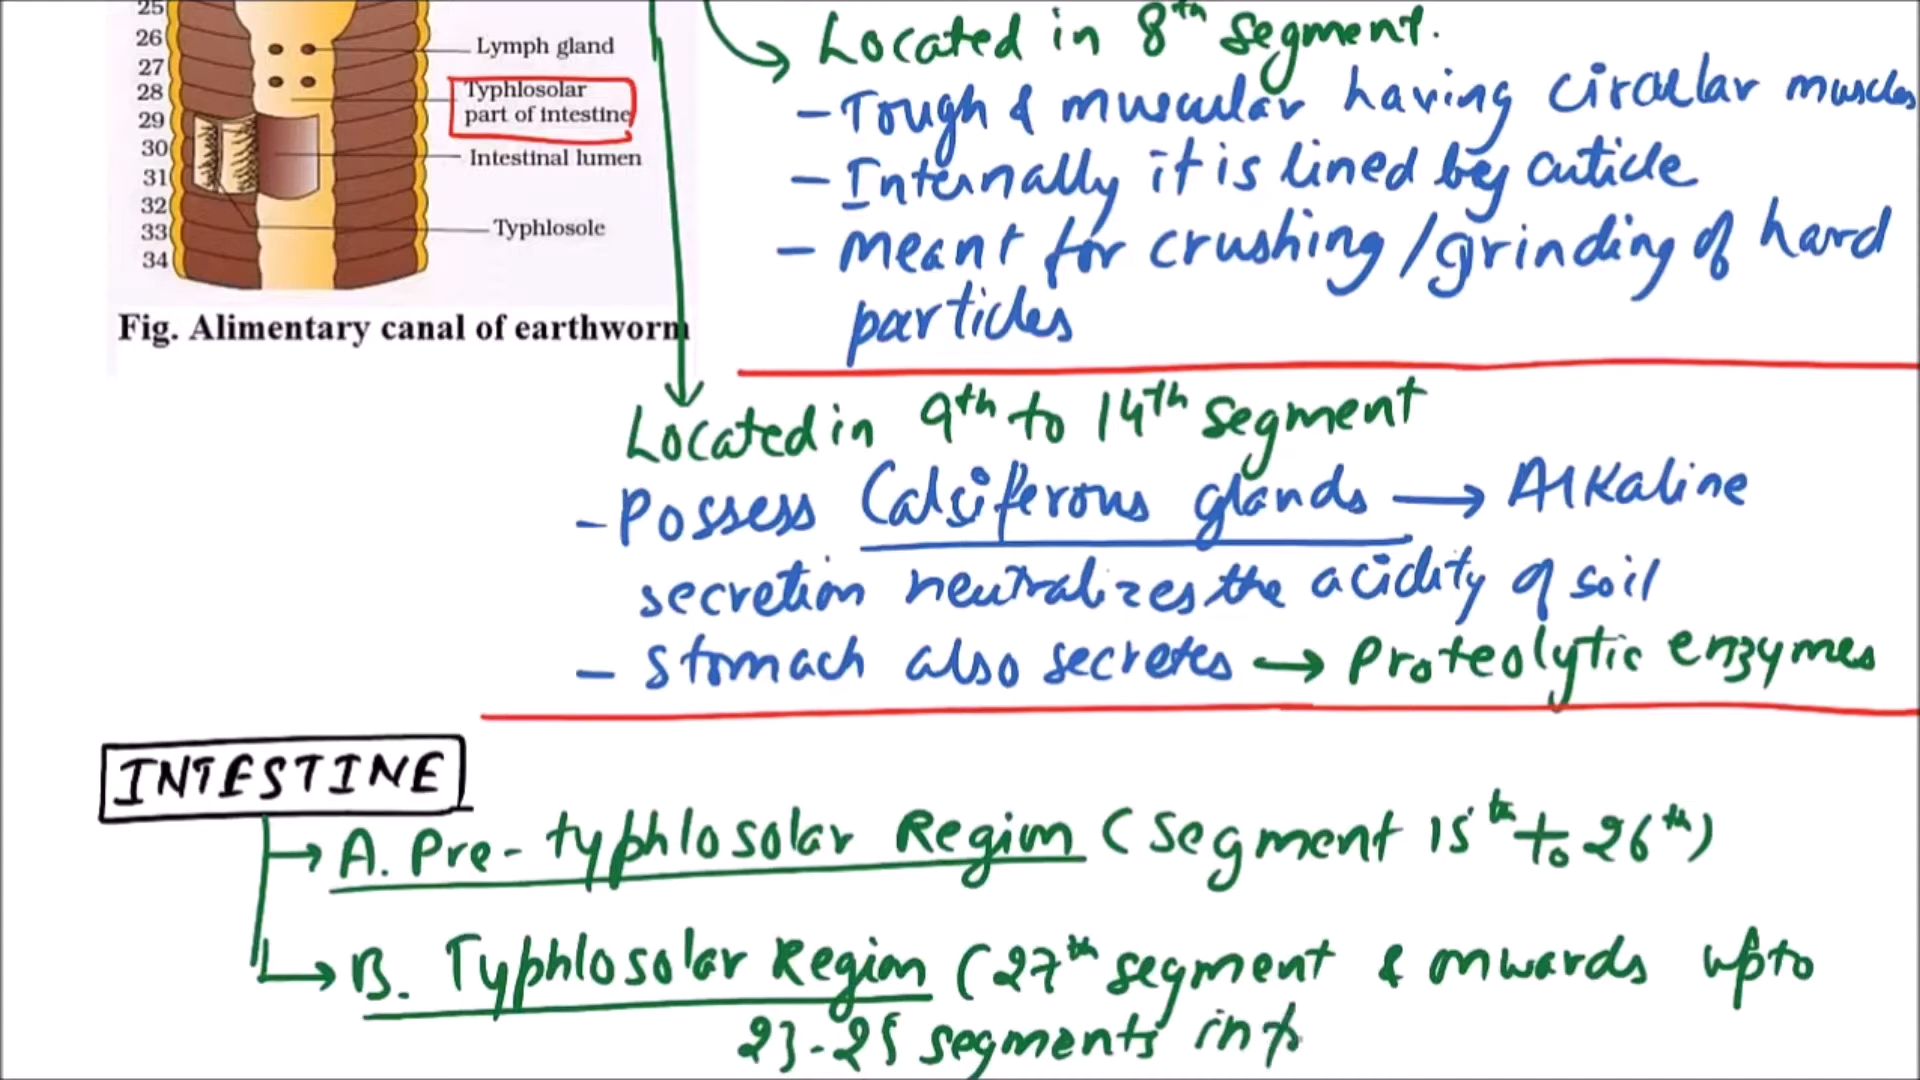 25
26
27
28
29
30
31
32
33
34
Lymph gland
Typhlosolar
part of intestine
Intestinal lumen
Typhlosole
Fig. Alimentary canal of earthworm
Located in 8th segment.
- Tough & muscular having circular muscles
- Internally it is lined by cuticle
- Meant for crushing/grinding of hard
particles
Located in 9th to 14th segment
- Possess Calciferous glands → Alkaline
secretion neutralizes the acidity of soil
- Stomach also secretes → Proteolytic enzymes
INTESTINE
→ A. Pre-typhlosolar Region (Segment 15th to 26th)
→ B. Typhlosolar Region (27th segment & onwards upto
23-25 segments in